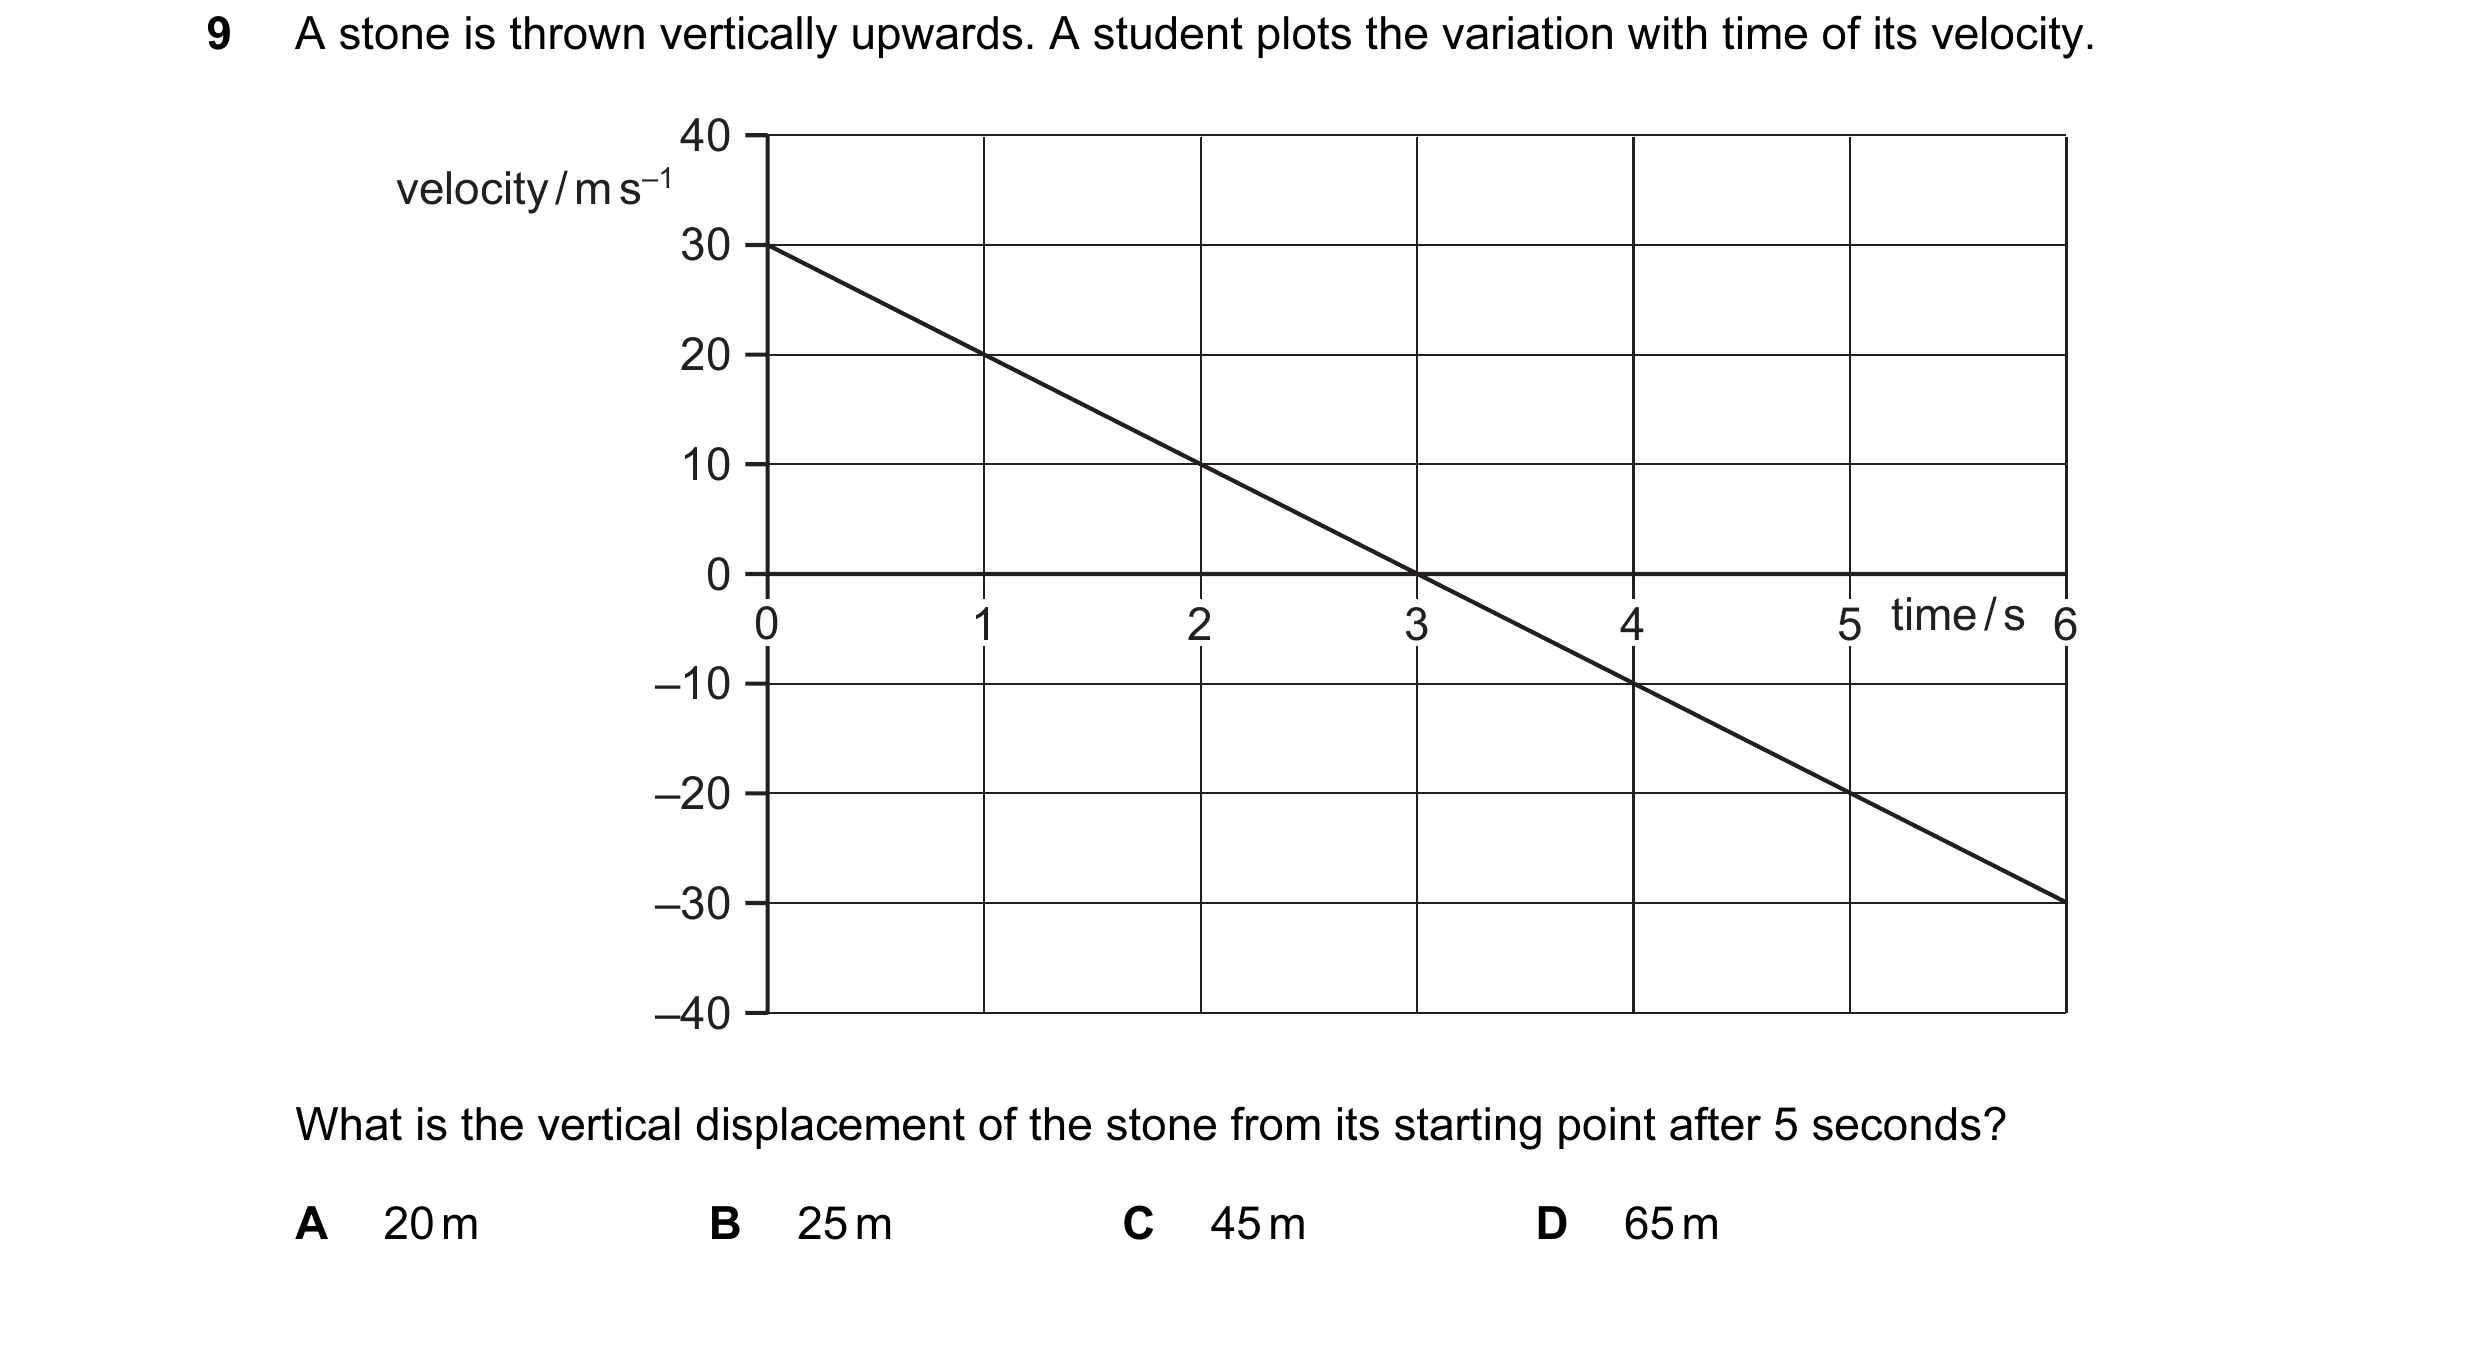 9 A stone is thrown vertically upwards. A student plots the variation with time of its velocity.
40
velocity / m s⁻¹
30
20
10
0
0 1 2 3 4 5 time / s 6
–10
–20
–30
–40
What is the vertical displacement of the stone from its starting point after 5 seconds?
A 20 m B 25 m C 45 m D 65 m